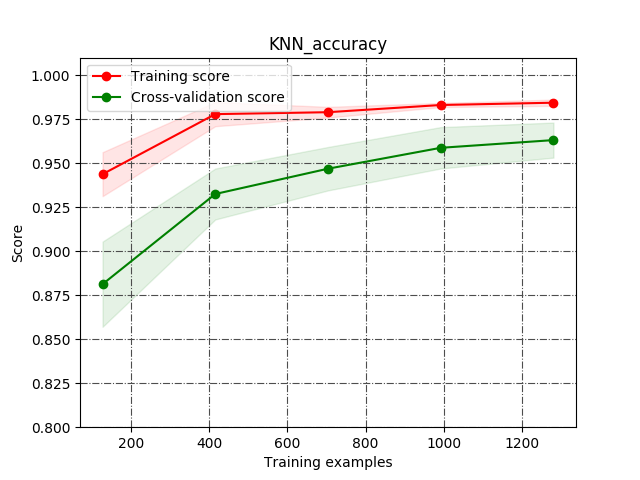 KNN_accuracy
Training score
Cross-validation score
1.000
0.975
0.950
0.925
0.900
0.875
0.850
0.825
0.800
Score
200 400 600 800 1000 1200
Training examples